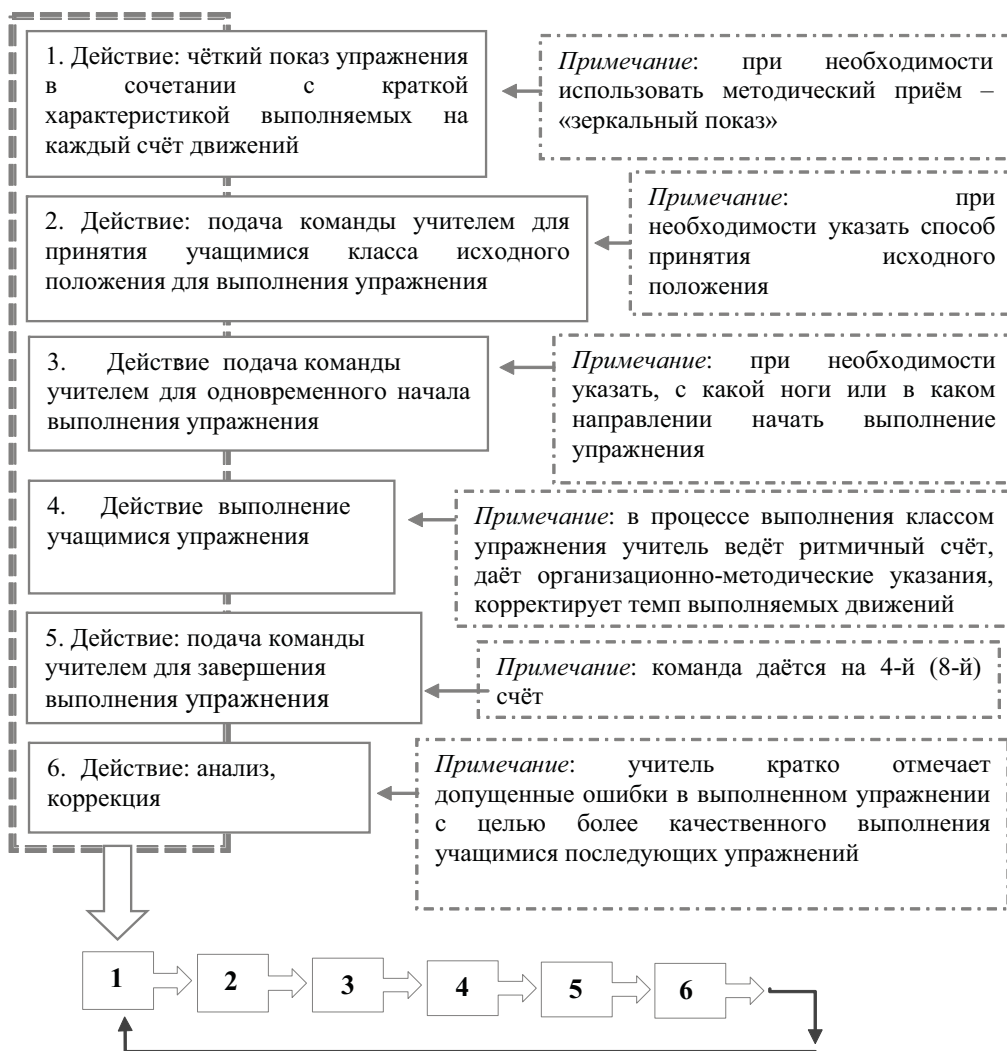 1. Действие: чёткий показ упражнения
в сочетании с краткой
характеристикой выполняемых на
каждый счёт движений
Примечание: при необходимости
использовать методический приём –
«зеркальный показ»
2. Действие: подача команды учителем для
принятия учащимися класса исходного
положения для выполнения упражнения
Примечание: при
необходимости указать способ
принятия исходного
положения
3. Действие подача команды
учителем для одновременного начала
выполнения упражнения
Примечание: при необходимости
указать, с какой ноги или в каком
направлении начать выполнение
упражнения
4. Действие выполнение
учащимися упражнения
Примечание: в процессе выполнения классом
упражнения учитель ведёт ритмичный счёт,
даёт организационно-методические указания,
корректирует темп выполняемых движений
5. Действие: подача команды
учителем для завершения
выполнения упражнения
Примечание: команда даётся на 4-й (8-й)
счёт
6. Действие: анализ,
коррекция
Примечание: учитель кратко отмечает
допущенные ошибки в выполненном упражнении
с целью более качественного выполнения
учащимися последующих упражнений
1 2 3 4 5 6